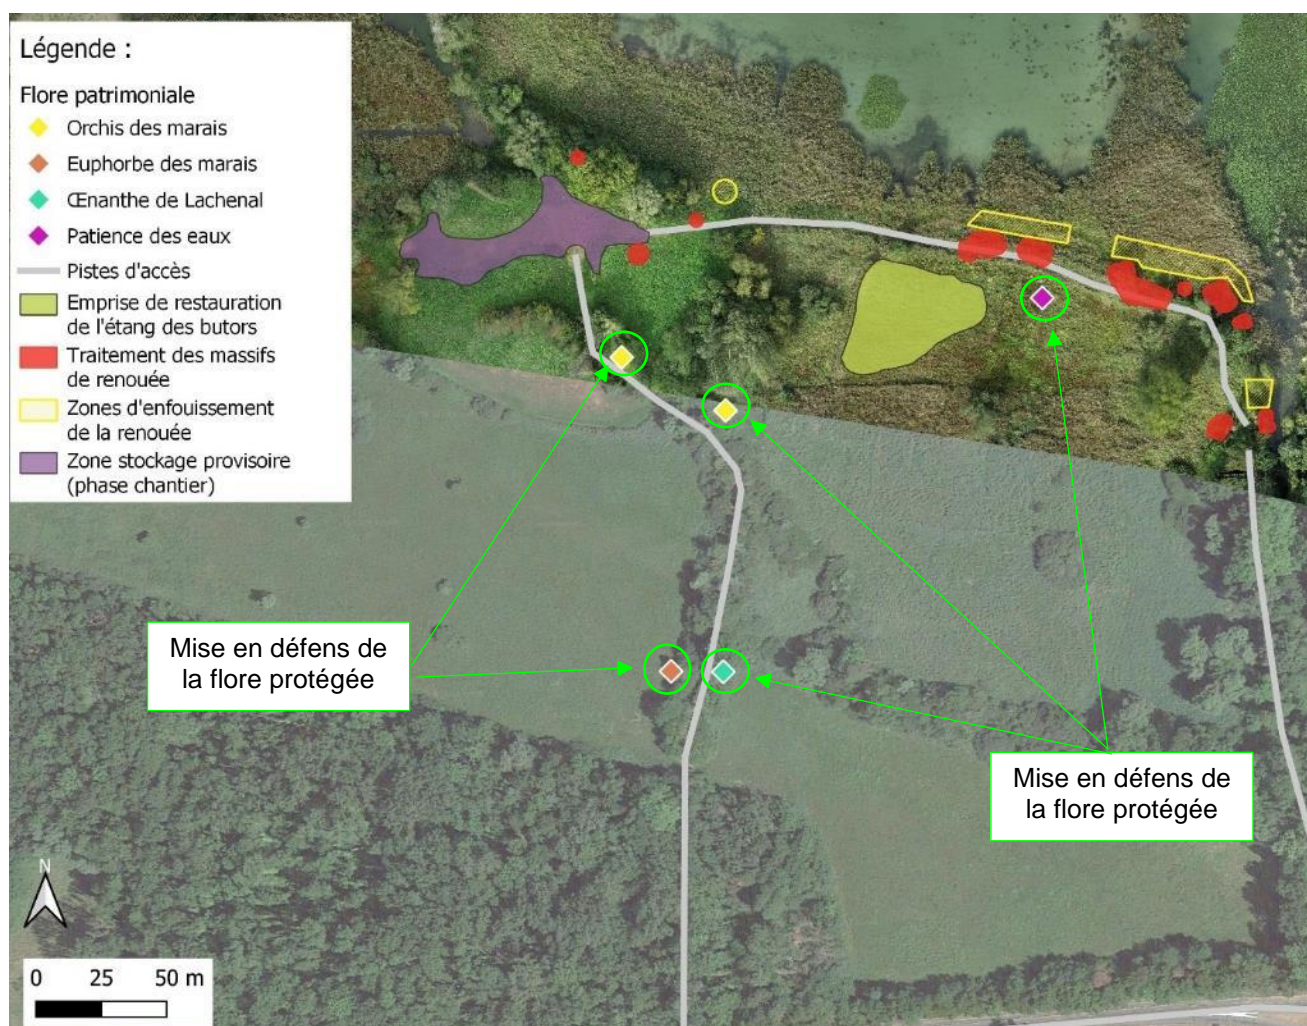 Légende :
Flore patrimoniale
Orchis des marais
Euphorbe des marais
Œnanthe de Lachenal
Patience des eaux
Pistes d'accès
Emprise de restauration
de l'étang des butors
Traitement des massifs
de renouée
Zones d'enfouissement
de la renouée
Zone stockage provisoire
(phase chantier)
Mise en défens de
la flore protégée
Mise en défens de
la flore protégée
N
0 25 50 m